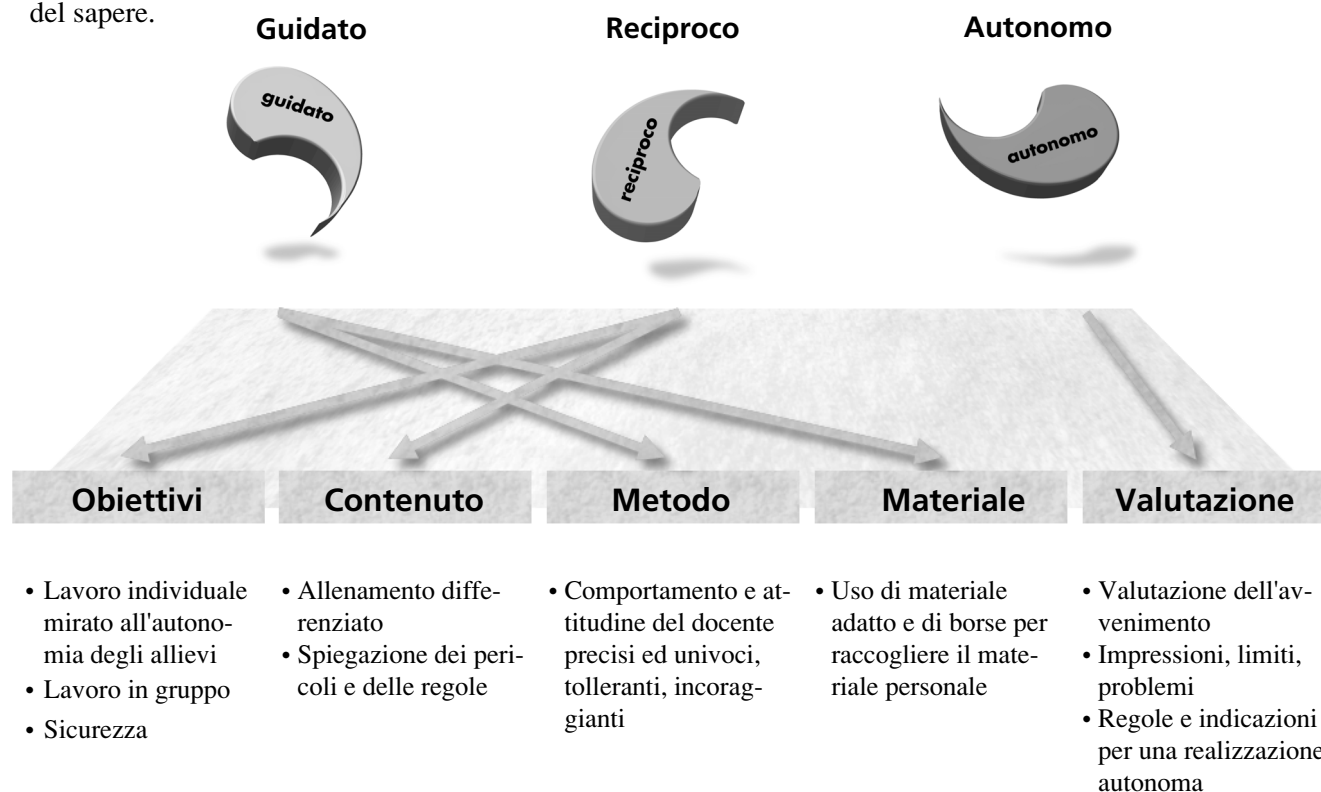 del sapere.
Guidato
Reciproco
Autonomo
guidato
reciproco
autonomo
Obiettivi
Contenuto
Metodo
Materiale
Valutazione
• Lavoro individuale
mirato all'autono-
mia degli allievi
• Lavoro in gruppo
• Sicurezza
• Allenamento diffe-
renziato
• Spiegazione dei peri-
coli e delle regole
• Comportamento e at-
titudine del docente
precisi ed univoci,
tolleranti, incorag-
gianti
• Uso di materiale
adatto e di borse per
raccogliere il mate-
riale personale
• Valutazione dell'av-
venimento
• Impressioni, limiti,
problemi
• Regole e indicazioni
per una realizzazione
autonoma